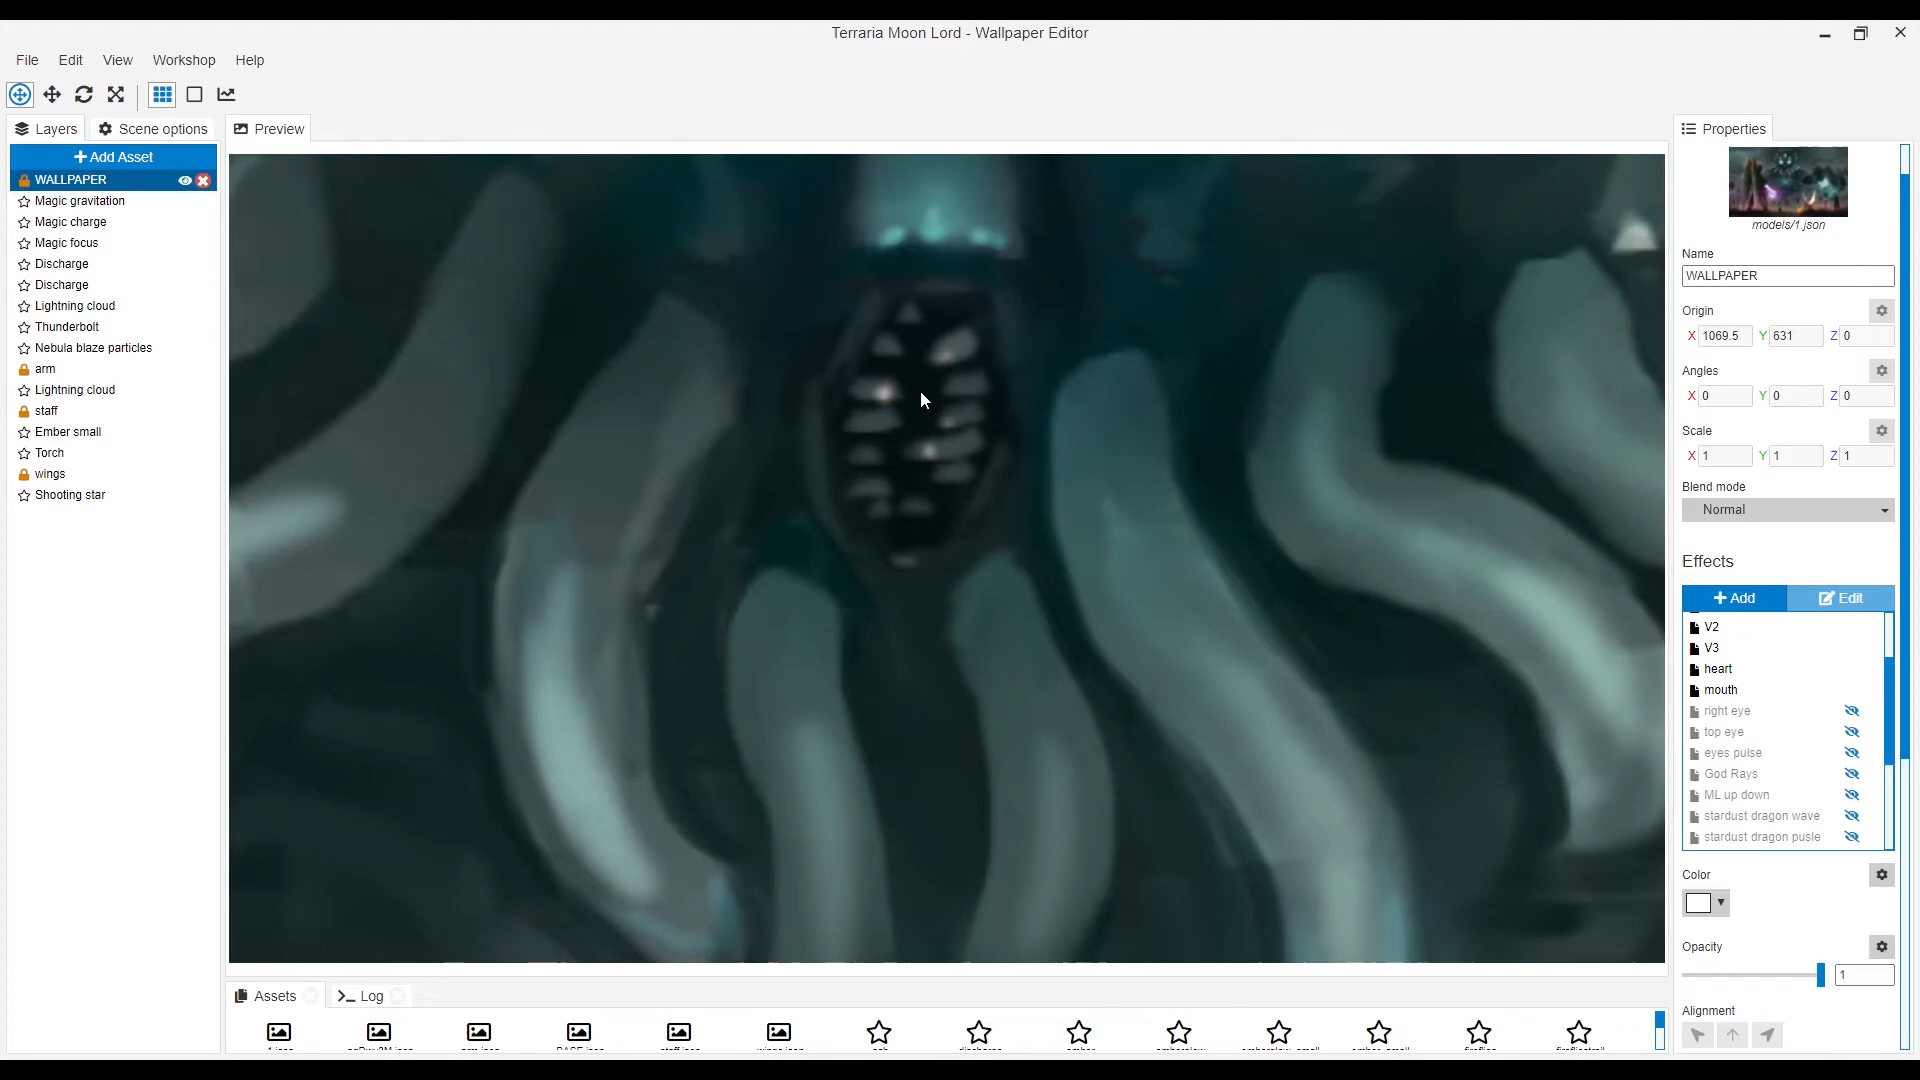 Terraria Moon Lord - Wallpaper Editor
File Edit View Workshop Help
Layers Scene options Preview Properties
Add Asset
WALLPAPER
Magic gravitation
Magic charge
Magic focus
Discharge
Discharge
Lightning cloud
Thunderbolt
Nebula blaze particles
arm
Lightning cloud
staff
Ember small
Torch
wings
Shooting star
models/1.json
Name
WALLPAPER
Origin
X 1069.5 Y 631 Z 0
Angles
X 0 Y 0 Z 0
Scale
X 1 Y 1 Z 1
Blend mode
Normal
Effects
Add Edit
V2
V3
heart
mouth
right eye
top eye
eyes pulse
God Rays
ML up down
stardust dragon wave
stardust dragon pusle
Color
Opacity
1
Alignment
Assets Log